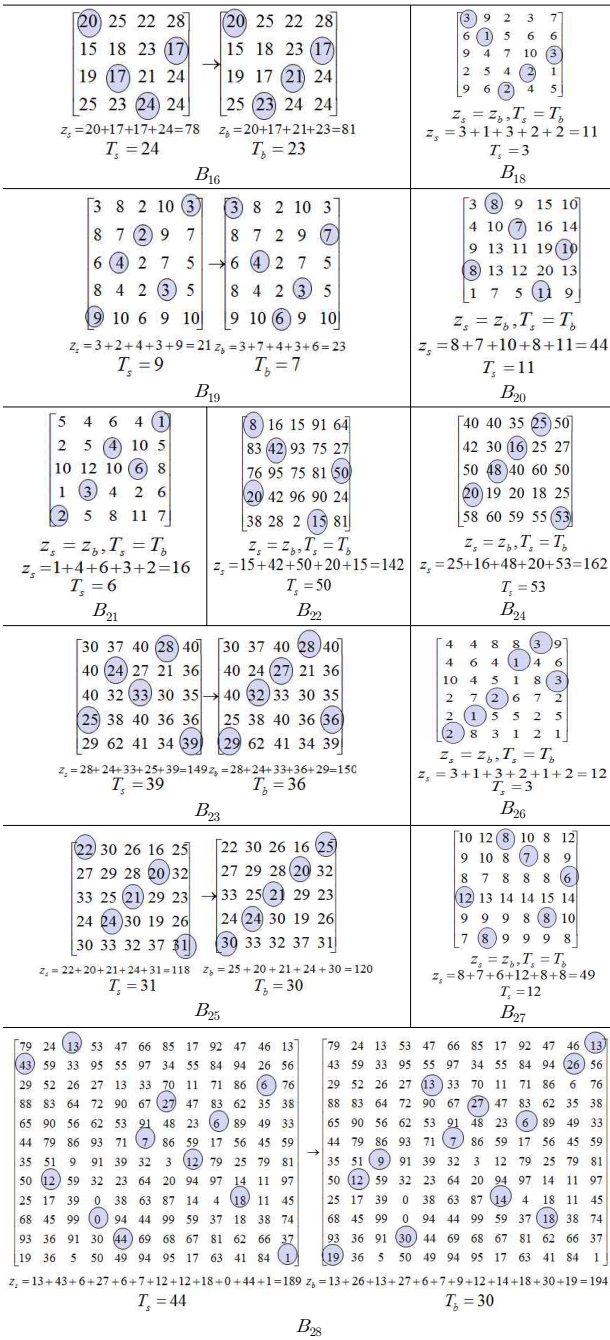 20 25 22 28
15 18 23 17
19 17 21 24
25 23 24 24
→
20 25 22 28
15 18 23 17
19 17 21 24
25 23 24 24
z_s=20+17+17+24=78
z_b=20+17+21+23=81
T_s = 24
T_b = 23
B_16
3 9 2 3 7
6 1 5 6 6
9 4 7 10 3
2 5 4 2 1
9 6 2 4 5
z_s = z_b, T_s = T_b
z_s = 3+1+3+2+2=11
T_s = 3
B_18
3 8 2 10 3
8 7 2 9 7
6 4 2 7 5
8 4 2 3 5
9 10 6 9 10
→
3 8 2 10 3
8 7 2 9 7
6 4 2 7 5
8 4 2 3 5
9 10 6 9 10
z_s = 3+2+4+3+9=21
z_b = 3+7+4+3+6=23
T_s = 9
T_b = 7
B_19
3 8 9 15 10
4 10 7 16 14
9 13 11 19 10
8 13 12 20 13
1 7 5 11 9
z_s = z_b, T_s = T_b
z_s = 8+7+10+8+11=44
T_s = 11
B_20
5 4 6 4 1
2 5 4 10 5
10 12 10 6 8
1 3 4 2 6
2 5 8 11 7
z_s = z_b, T_s = T_b
z_s =1+4+6+3+2=16
T_s = 6
B_21
8 16 15 91 64
83 42 93 75 27
76 95 75 81 50
20 42 96 90 24
38 28 2 15 81
z_s = z_b, T_s = T_b
z_s =15+42+50+20+15=142
T_s = 50
B_22
40 40 35 25 50
42 30 16 25 27
50 48 40 60 50
20 19 20 18 25
58 60 59 55 53
z_s = z_b, T_s = T_b
z_s =25+16+48+20+53=162
T_s = 53
B_24
30 37 40 28 40
40 24 27 21 36
40 32 33 30 35
25 38 40 36 36
29 62 41 34 39
→
30 37 40 28 40
40 24 27 21 36
40 32 33 30 35
25 38 40 36 36
29 62 41 34 39
z_s =28+24+33+25+39=149
z_b =28+24+33+36+29=150
T_s = 39
T_b = 36
B_23
4 4 8 8 3 9
4 6 4 1 4 6
10 4 5 1 8 3
2 7 2 6 7 2
2 1 5 5 2 5
2 8 3 1 2 1
z_s = z_b, T_s = T_b
z_s = 3+1+3+2+1+2=12
T_s = 3
B_26
22 30 26 16 25
27 29 28 20 32
33 25 21 29 23
24 24 30 19 26
30 33 32 37 31
→
22 30 26 16 25
27 29 28 20 32
33 25 21 29 23
24 24 30 19 26
30 33 32 37 31
z_s = 22+20+21+24+31=118
z_b = 25+20+21+24+30=120
T_s = 31
T_b = 30
B_25
10 12 8 10 8 12
9 10 8 7 8 9
8 7 8 8 8 6
12 13 14 14 15 14
9 9 9 8 8 10
7 8 9 9 9 8
z_s = z_b, T_s = T_b
z_s =8+7+6+12+8+8=49
T_s = 12
B_27
79 24 13 53 47 66 85 17 92 47 46 13
43 59 33 95 55 97 34 55 84 94 26 56
29 52 26 27 13 33 70 11 71 86 6 76
88 83 64 72 90 67 27 47 83 62 35 38
65 90 56 62 53 91 48 23 6 89 49 33
44 79 86 93 71 7 86 59 17 56 45 59
35 51 9 91 39 32 3 12 79 25 79 81
50 12 59 32 23 64 20 94 97 14 11 97
25 17 39 0 38 63 87 14 4 18 11 45
68 45 99 0 94 44 99 59 37 18 38 74
93 36 91 30 44 69 68 67 81 62 66 37
19 36 5 50 49 94 95 17 63 41 84 1
→
79 24 13 53 47 66 85 17 92 47 46 13
43 59 33 95 55 97 34 55 84 94 26 56
29 52 26 27 13 33 70 11 71 86 6 76
88 83 64 72 90 67 27 47 83 62 35 38
65 90 56 62 53 91 48 23 6 89 49 33
44 79 86 93 71 7 86 59 17 56 45 59
35 51 9 91 39 32 3 12 79 25 79 81
50 12 59 32 23 64 20 94 97 14 11 97
25 17 39 0 38 63 87 14 4 18 11 45
68 45 99 0 94 44 99 59 37 18 38 74
93 36 91 30 44 69 68 67 81 62 66 37
19 36 5 50 49 94 95 17 63 41 84 1
z_s =13+43+6+27+6+7+12+12+18+0+44+1=189
z_b =13+26+13+27+6+7+9+12+14+18+30+19=194
T_s = 44
T_b = 30
B_28